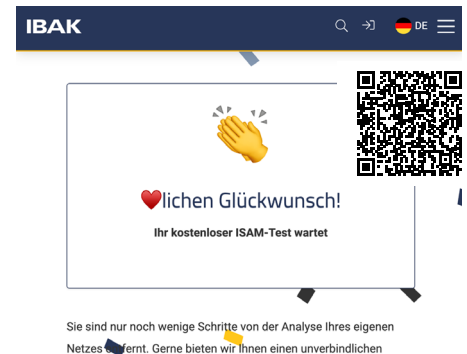 IBAK
DE
lichen Glückwunsch!
Ihr kostenloser ISAM-Test wartet
Sie sind nur noch wenige Schritte von der Analyse Ihres eigenen
Netzes gerne bieten wir Ihnen einen unverbindlichen